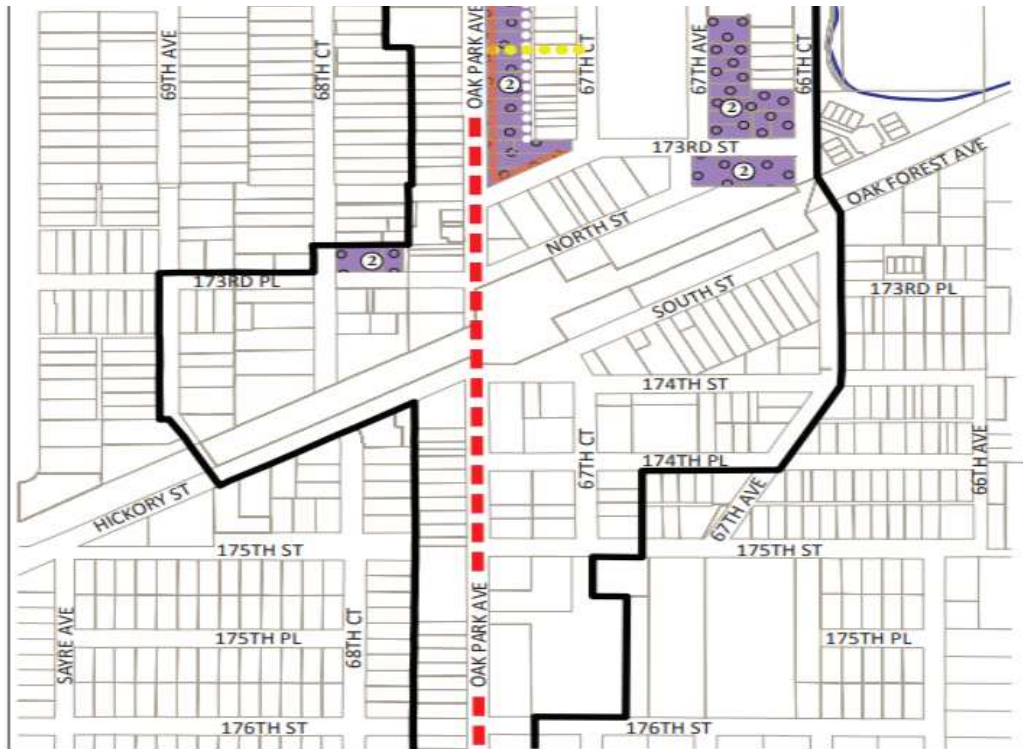 69TH AVE
68TH CT
OAK PARK AVE
67TH CT
67TH AVE
66TH CT
2
2
173RD ST
2
OAK FOREST AVE
NORTH ST
2
173RD PL
SOUTH ST
173RD PL
174TH ST
67TH CT
174TH PL
66TH AVE
HICKORY ST
67TH AVE
175TH ST
175TH ST
SAYRE AVE
175TH PL
68TH CT
OAK PARK AVE
175TH PL
176TH ST
176TH ST